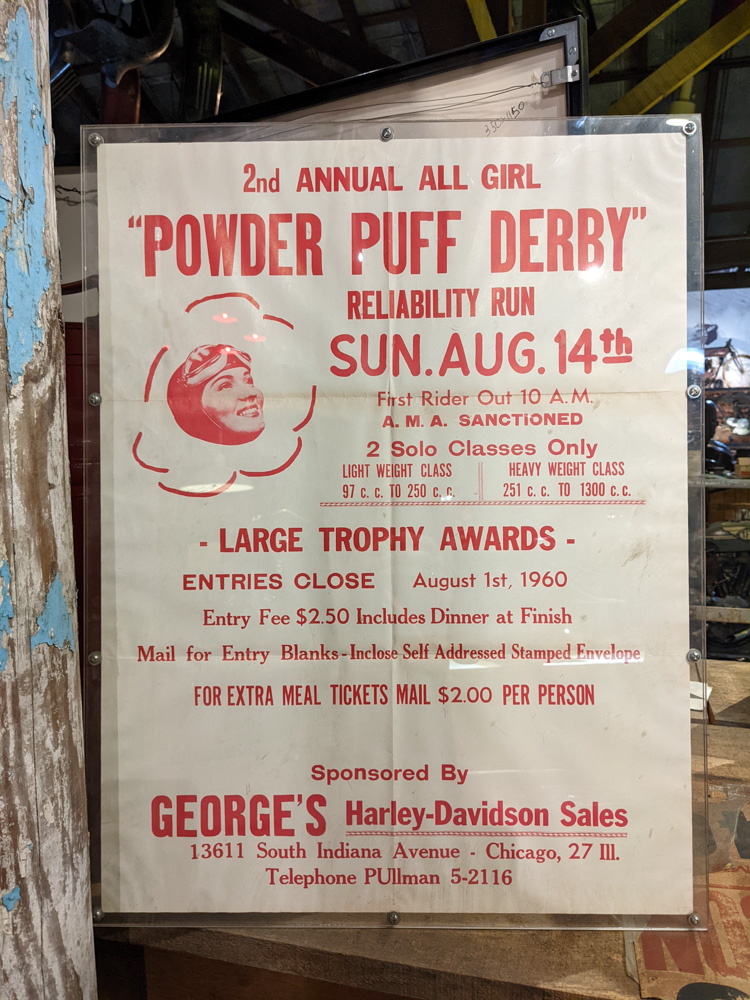 2nd ANNUAL ALL GIRL
"POWDER PUFF DERBY"
RELIABILITY RUN
SUN. AUG. 14th
First Rider Out 10 A.M.
A. M. A. SANCTIONED
2 Solo Classes Only
LIGHT WEIGHT CLASS
97 c. c. TO 250 c. c.
HEAVY WEIGHT CLASS
251 c. c. TO 1300 c. c.
- LARGE TROPHY AWARDS -
ENTRIES CLOSE August 1st, 1960
Entry Fee $2.50 Includes Dinner at Finish
Mail for Entry Blanks - Inclose Self Addressed Stamped Envelope
FOR EXTRA MEAL TICKETS MAIL $2.00 PER PERSON
Sponsored By
GEORGE'S Harley-Davidson Sales
13611 South Indiana Avenue - Chicago, 27 Ill.
Telephone PUllman 5-2116